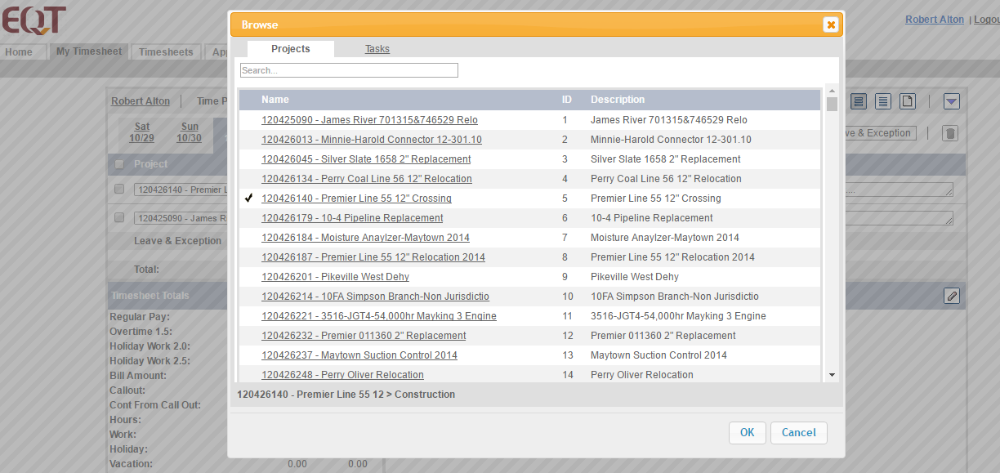 EQT
Robert Alton | Logou
Home My Timesheet Timesheets Ap
Browse
Projects Tasks
Search...
Robert Alton | Time P
Sat 10/29 Sun 10/30
ve & Exception
Project
120426140 - Premier L
....
120425090 - James R
Leave & Exception
Total:
Timesheet Totals
Regular Pay:
Overtime 1.5:
Holiday Work 2.0:
Holiday Work 2.5:
Bill Amount:
Callout:
Cont From Call Out:
Hours:
Work:
Holiday:
Vacation: 0.00 0.00
Name ID Description
120425090 - James River 701315&746529 Relo 1 James River 701315&746529 Relo
120426013 - Minnie-Harold Connector 12-301.10 2 Minnie-Harold Connector 12-301.10
120426045 - Silver Slate 1658 2" Replacement 3 Silver Slate 1658 2" Replacement
120426134 - Perry Coal Line 56 12" Relocation 4 Perry Coal Line 56 12" Relocation
120426140 - Premier Line 55 12" Crossing 5 Premier Line 55 12" Crossing
120426179 - 10-4 Pipeline Replacement 6 10-4 Pipeline Replacement
120426184 - Moisture Anaylzer-Maytown 2014 7 Moisture Anaylzer-Maytown 2014
120426187 - Premier Line 55 12" Relocation 2014 8 Premier Line 55 12" Relocation 2014
120426201 - Pikeville West Dehy 9 Pikeville West Dehy
120426214 - 10FA Simpson Branch-Non Jurisdictio 10 10FA Simpson Branch-Non Jurisdictio
120426221 - 3516-JGT4-54,000hr Mayking 3 Engine 11 3516-JGT4-54,000hr Mayking 3 Engine
120426232 - Premier 011360 2" Replacement 12 Premier 011360 2" Replacement
120426237 - Maytown Suction Control 2014 13 Maytown Suction Control 2014
120426248 - Perry Oliver Relocation 14 Perry Oliver Relocation
120426140 - Premier Line 55 12 > Construction
OK Cancel